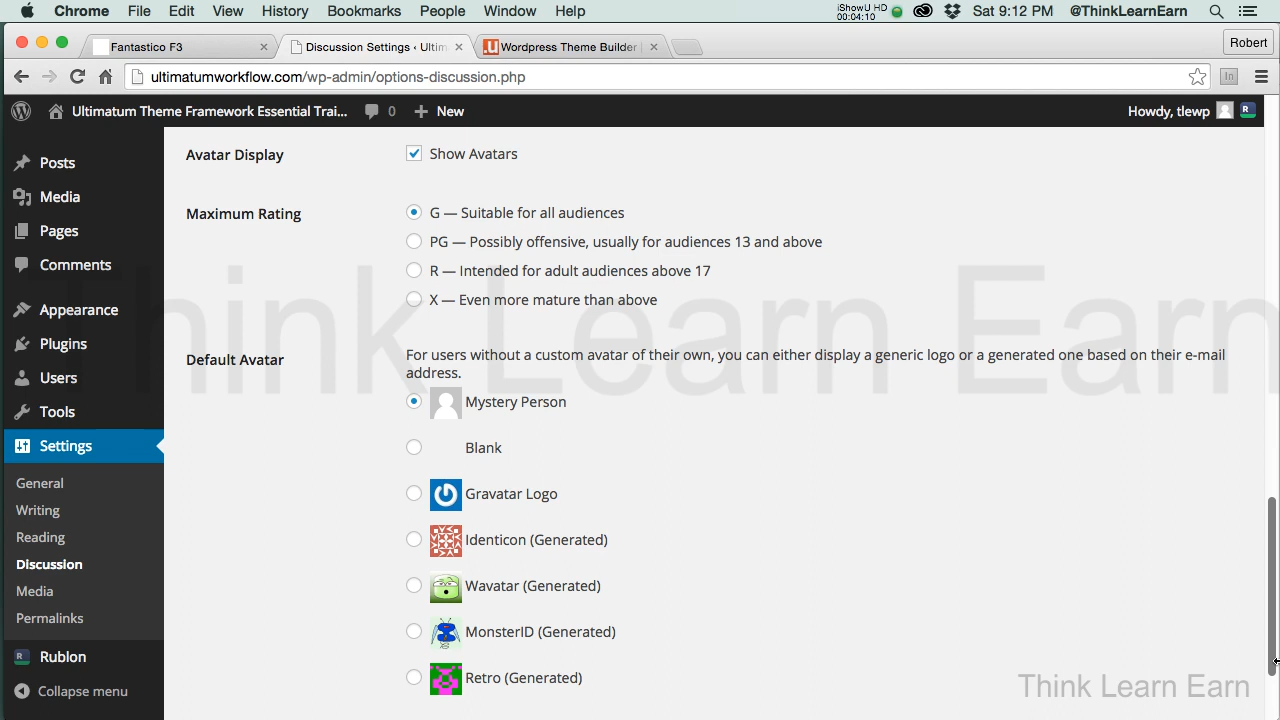 Chrome File Edit View History Bookmarks People Window Help iShowU HD 00:04:10 Sat 9:12 PM @ThinkLearnEarn
Fantastico F3 × Discussion Settings ‹ Ultim × Wordpress Theme Builder × Robert
ultimatumworkflow.com/wp-admin/options-discussion.php
Ultimatum Theme Framework Essential Trai... 0 + New Howdy, tlewp R
Posts
Media
Pages
Comments
Appearance
Plugins
Users
Tools
Settings
General
Writing
Reading
Discussion
Media
Permalinks
R Rublon
Collapse menu
Avatar Display Show Avatars
Maximum Rating G — Suitable for all audiences
PG — Possibly offensive, usually for audiences 13 and above
R — Intended for adult audiences above 17
X — Even more mature than above
Default Avatar For users without a custom avatar of their own, you can either display a generic logo or a generated one based on their e-mail
address.
Mystery Person
Blank
Gravatar Logo
Identicon (Generated)
Wavatar (Generated)
MonsterID (Generated)
Retro (Generated)
Think Learn Earn
Think Learn Earn